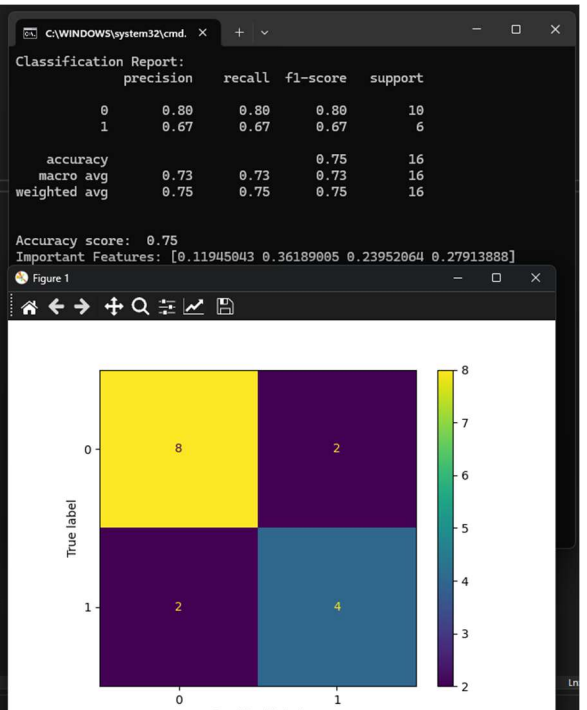 C:\WINDOWS\system32\cmd.
Classification Report:
precision recall f1-score support
0 0.80 0.80 0.80 10
1 0.67 0.67 0.67 6
accuracy 0.75 16
macro avg 0.73 0.73 0.73 16
weighted avg 0.75 0.75 0.75 16
Accuracy score: 0.75
Important Features: [0.11945043 0.36189005 0.23952064 0.27913888]
Figure 1
8
7
6
5
4
3
2
0
8 2
True label
1
2 4
0 1
Ln